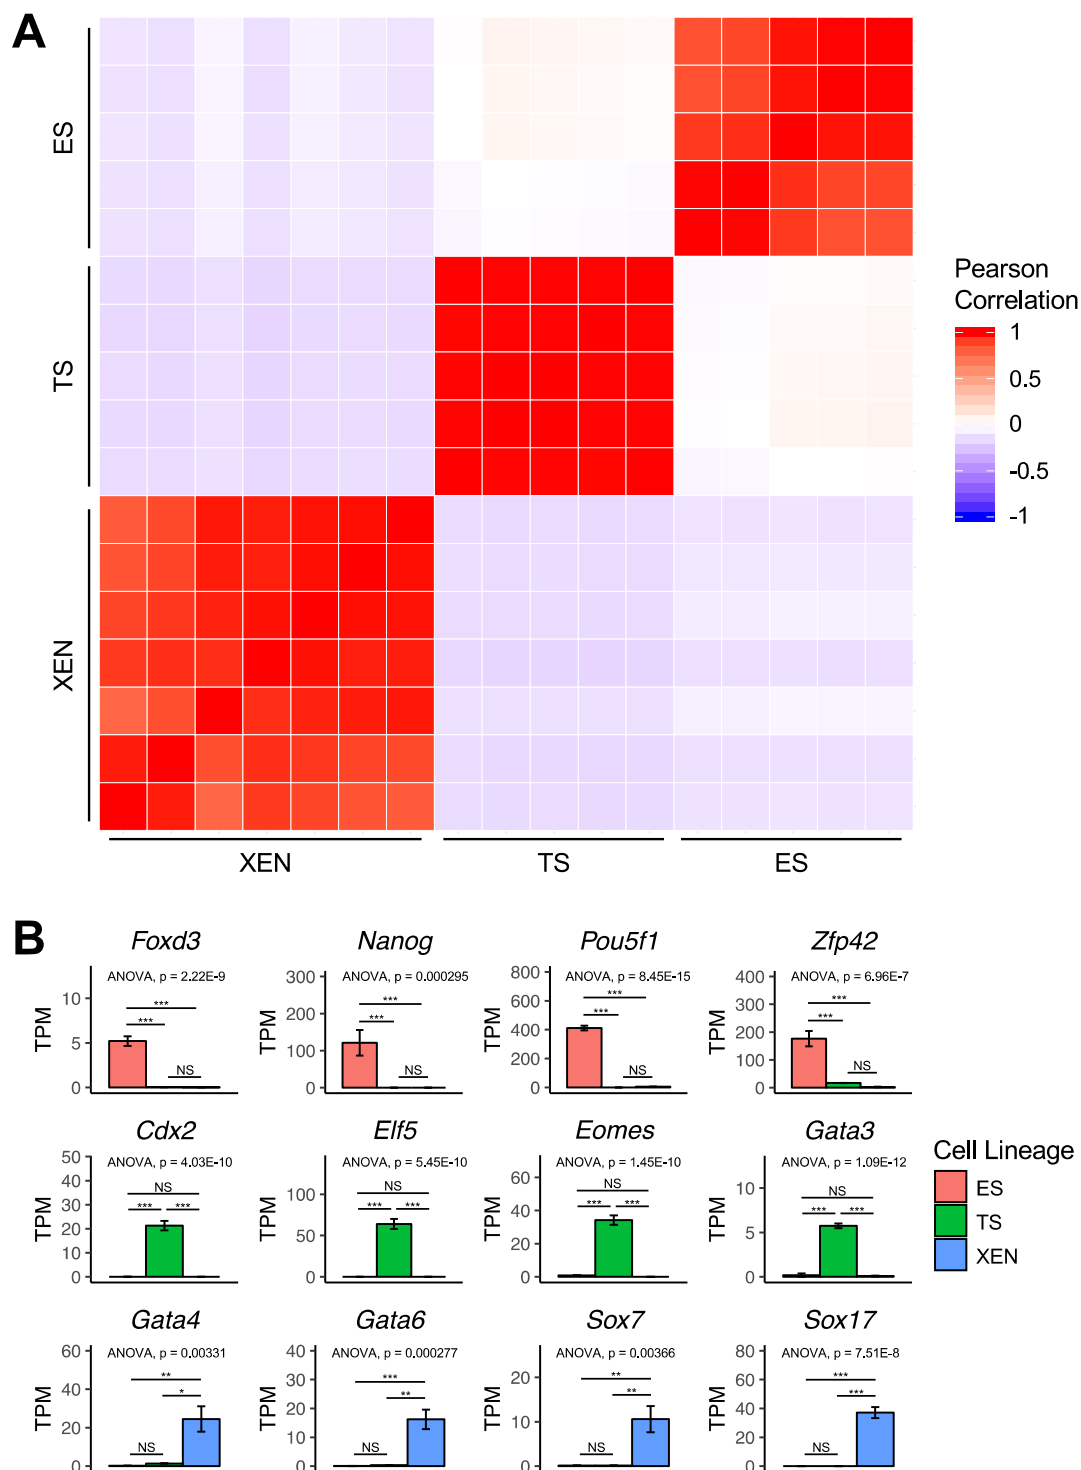 A
ES
TS
XEN
XEN TS ES
Pearson
Correlation
1
0.5
0
-0.5
-1
B
Foxd3 Nanog Pou5f1 Zfp42
ANOVA, p = 2.22E-9
TPM
10
5
0
***
***
NS
ANOVA, p = 0.000295
TPM
300
200
100
0
***
***
NS
ANOVA, p = 8.45E-15
TPM
800
600
400
200
0
***
***
NS
ANOVA, p = 6.96E-7
TPM
400
300
200
100
0
***
***
NS
Cdx2 Elf5 Eomes Gata3
ANOVA, p = 4.03E-10
TPM
50
40
30
20
10
0
NS
*** ***
ANOVA, p = 5.45E-10
TPM
100
50
0
NS
*** ***
ANOVA, p = 1.45E-10
TPM
60
40
20
0
NS
*** ***
ANOVA, p = 1.09E-12
TPM
10
5
0
NS
*** ***
Cell Lineage
ES
TS
XEN
Gata4 Gata6 Sox7 Sox17
ANOVA, p = 0.00331
TPM
60
40
20
0
**
*
NS
ANOVA, p = 0.000277
TPM
40
30
20
10
0
***
**
NS
ANOVA, p = 0.00366
TPM
20
10
0
**
**
NS
ANOVA, p = 7.51E-8
TPM
80
60
40
20
0
***
***
NS